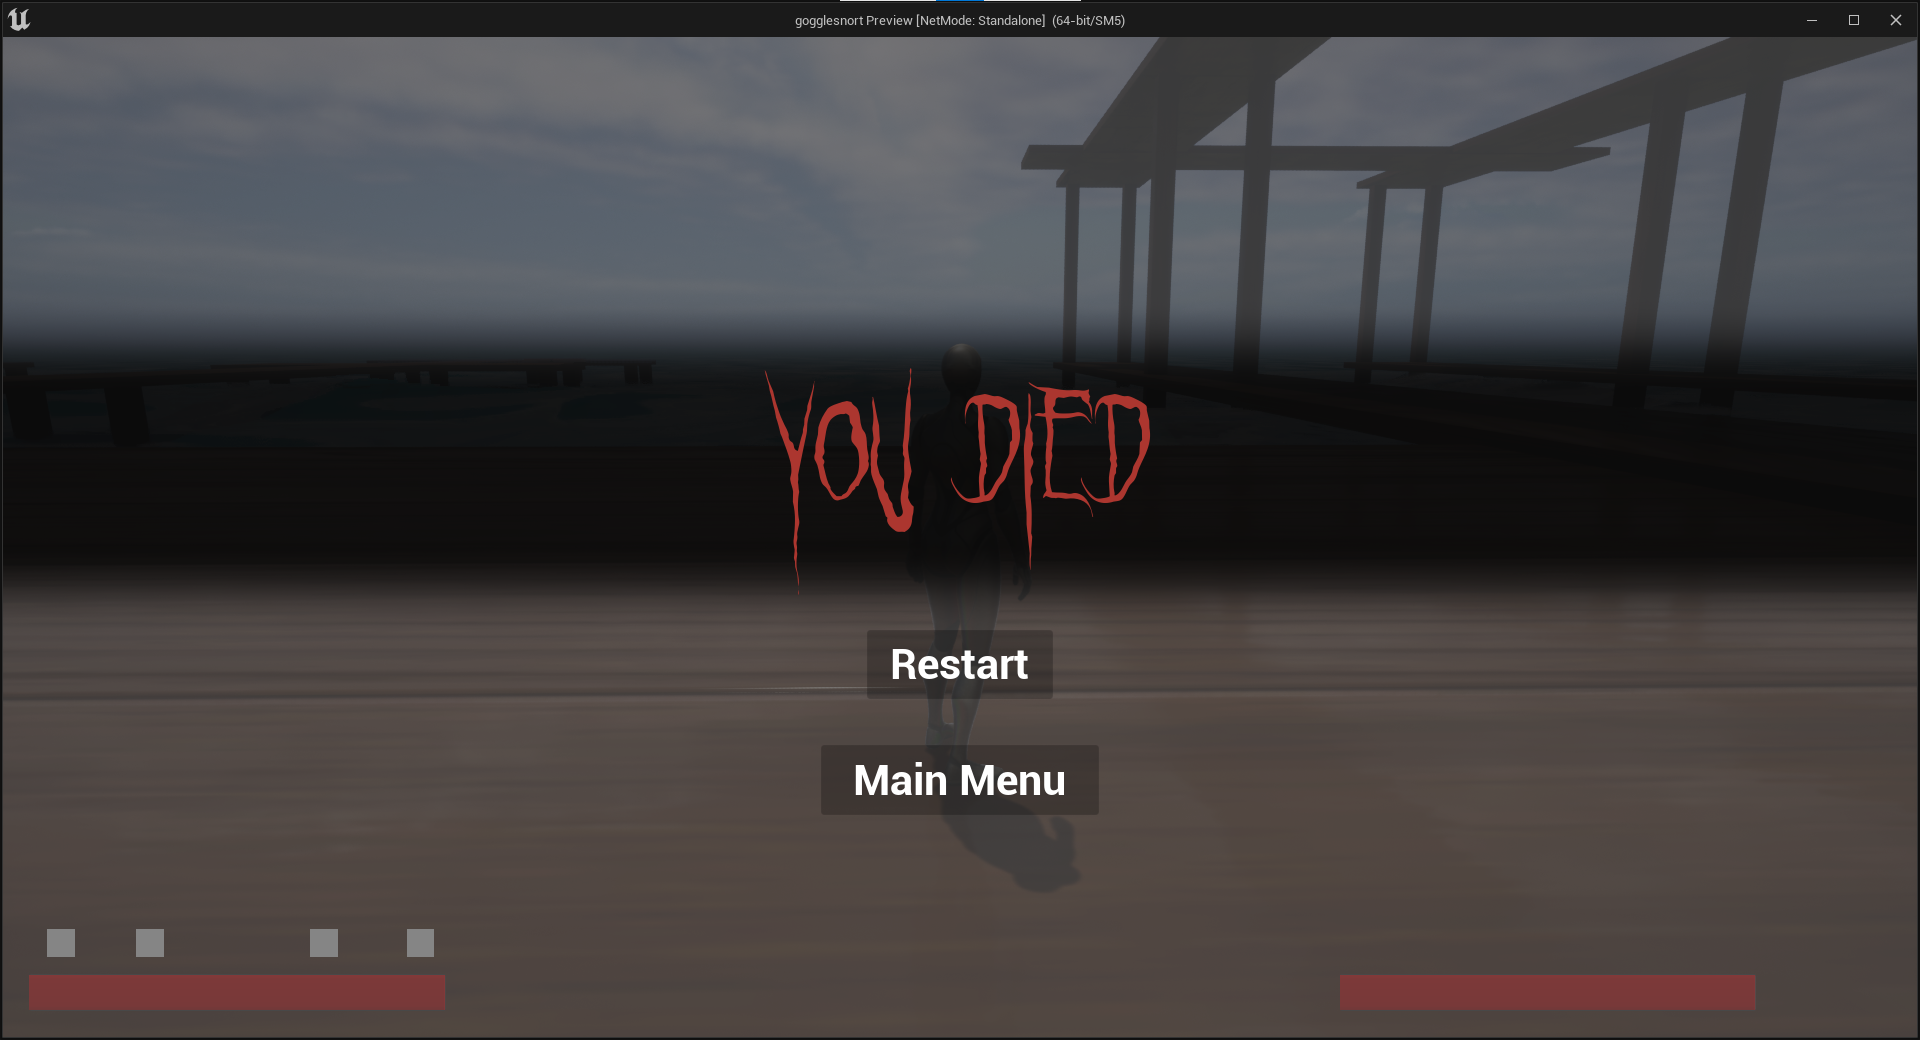 gogglesnort Preview [NetMode: Standalone] (64-bit/SM5)
YOU DIED
Restart
Main Menu